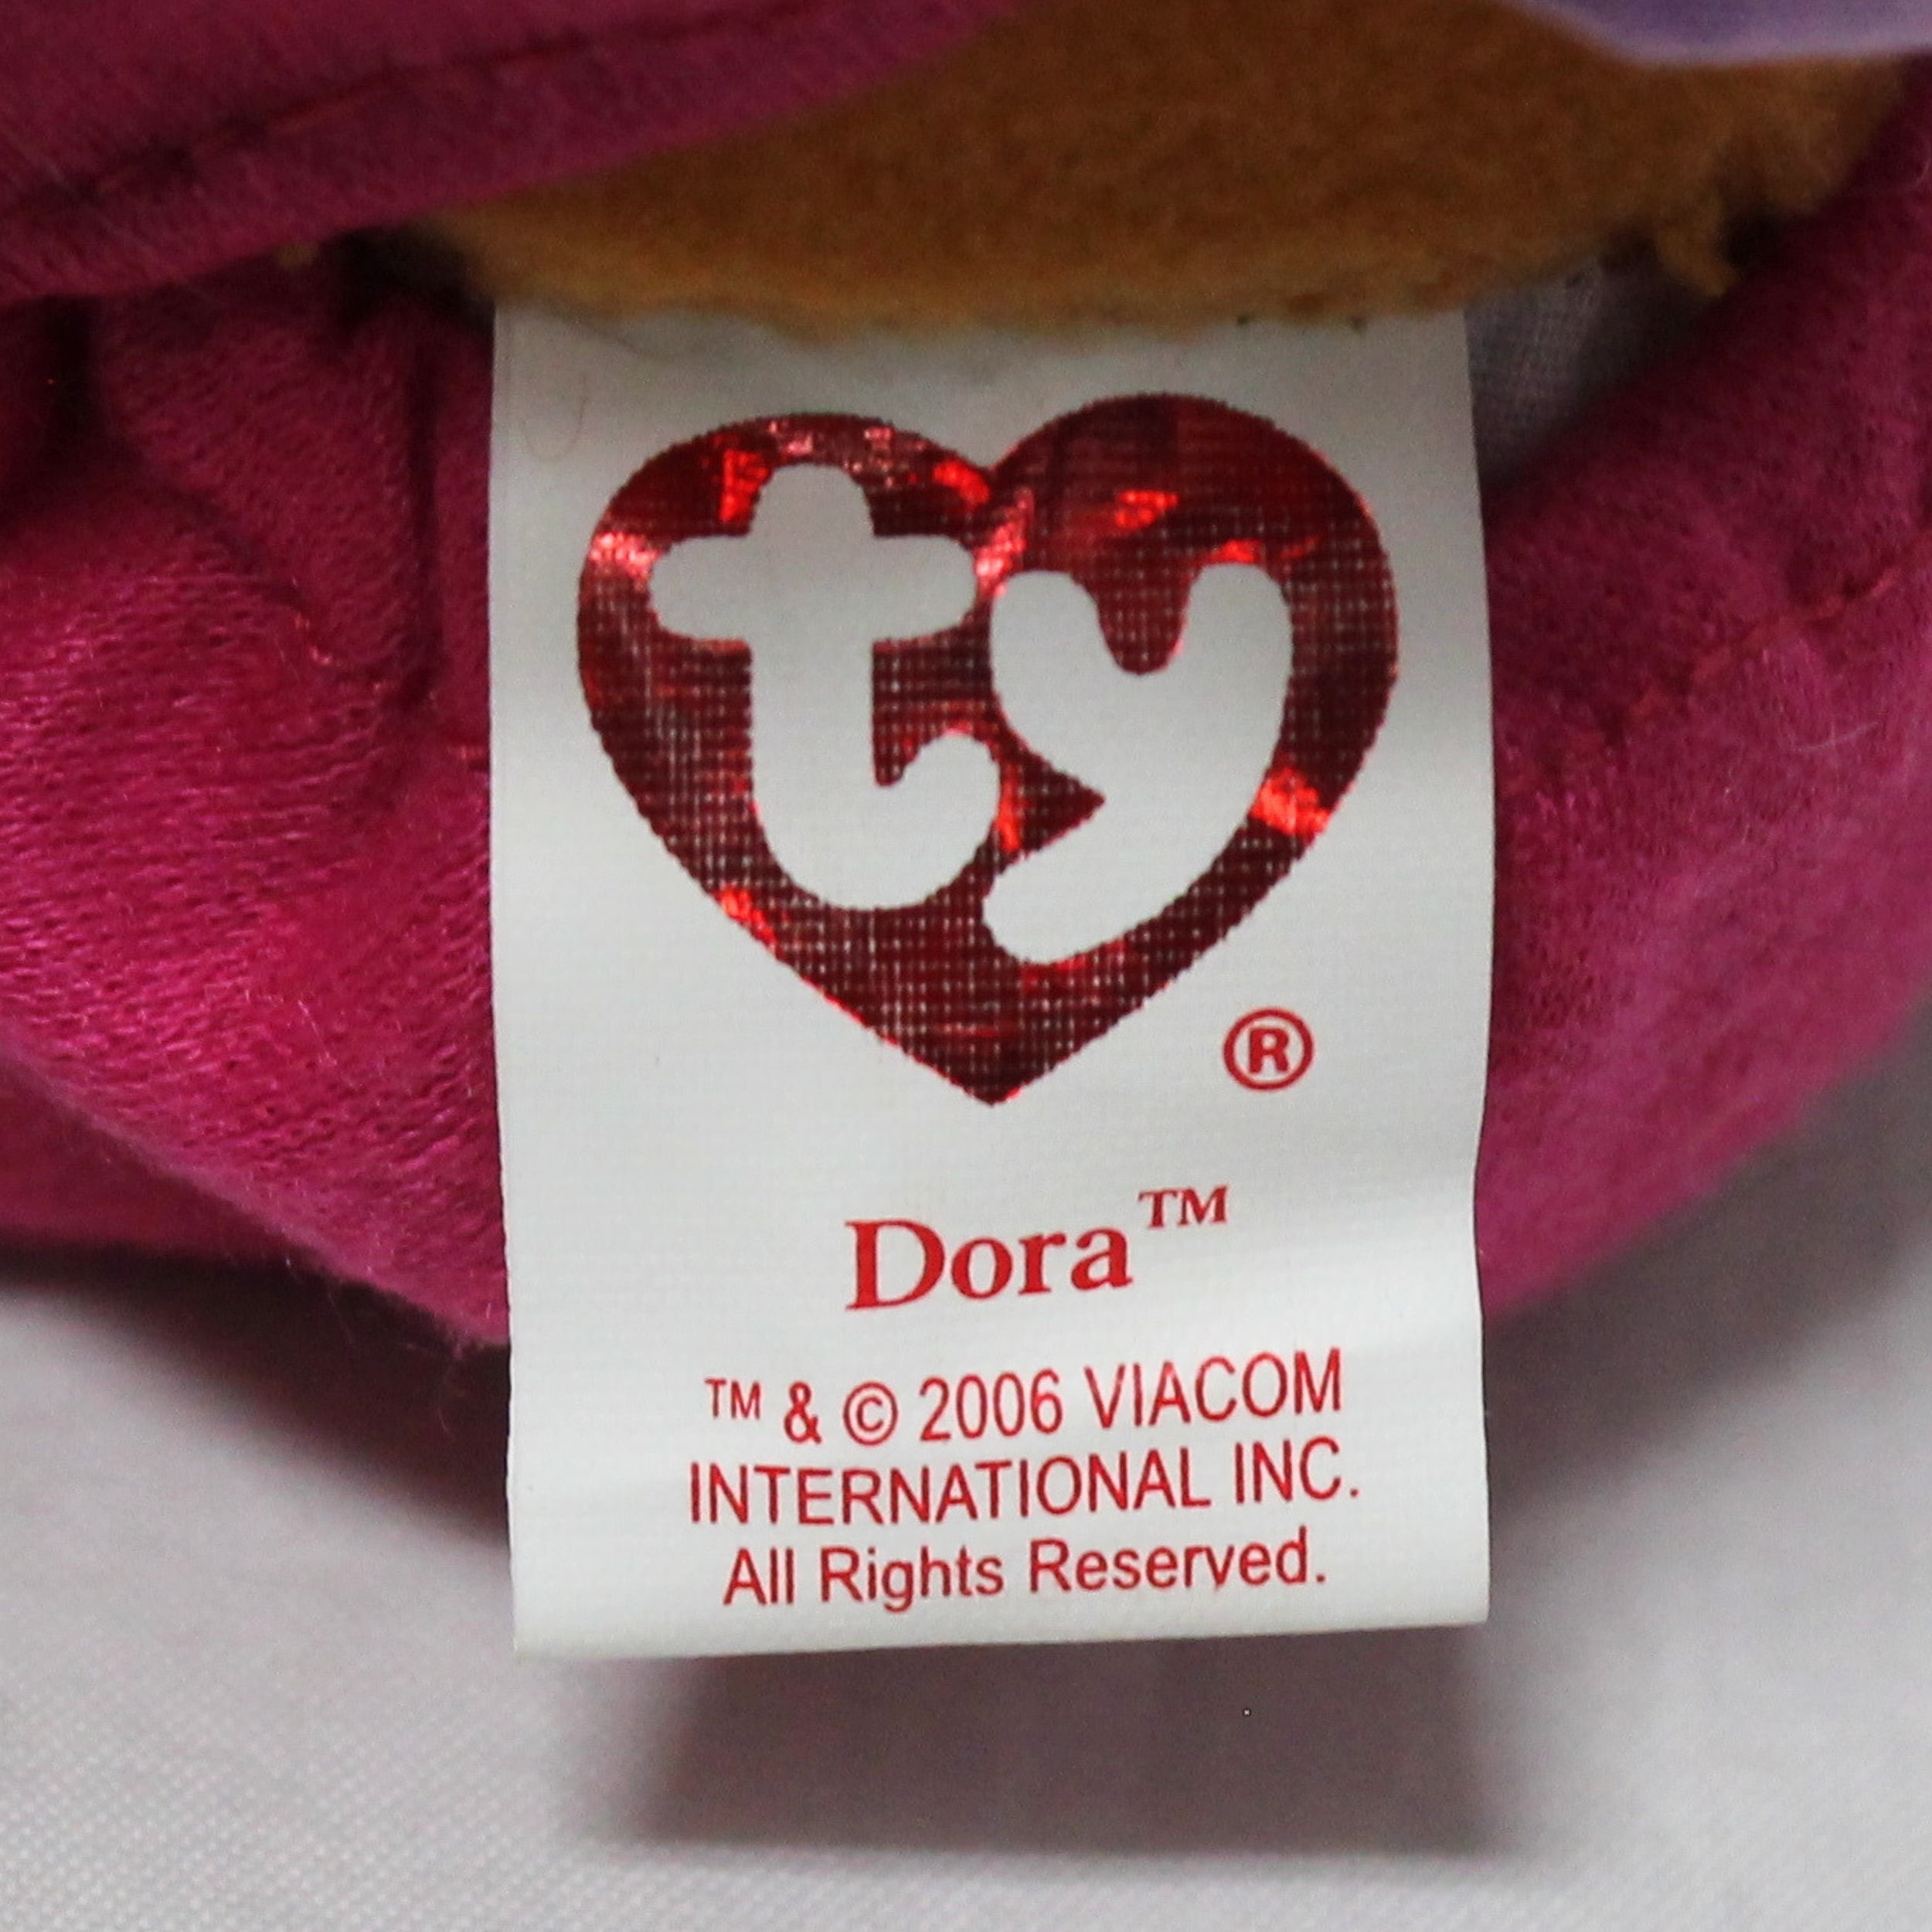 ty
®
Dora™
™ & © 2006 VIACOM
INTERNATIONAL INC.
All Rights Reserved.